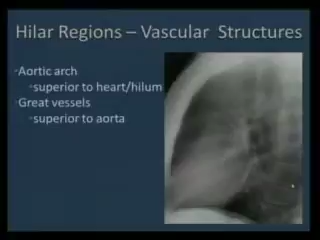 Hilar Regions – Vascular Structures
•Aortic arch
•superior to heart/hilum
•Great vessels
•superior to aorta